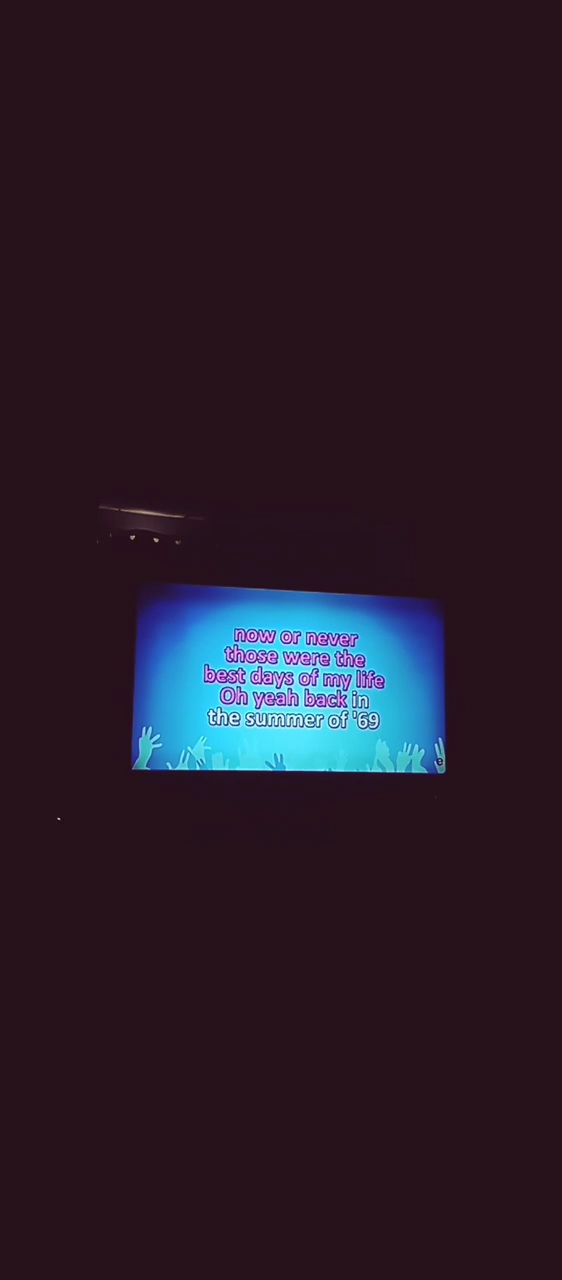 now or never
those were the
best days of my life
Oh yeah back in
the summer of '69
e